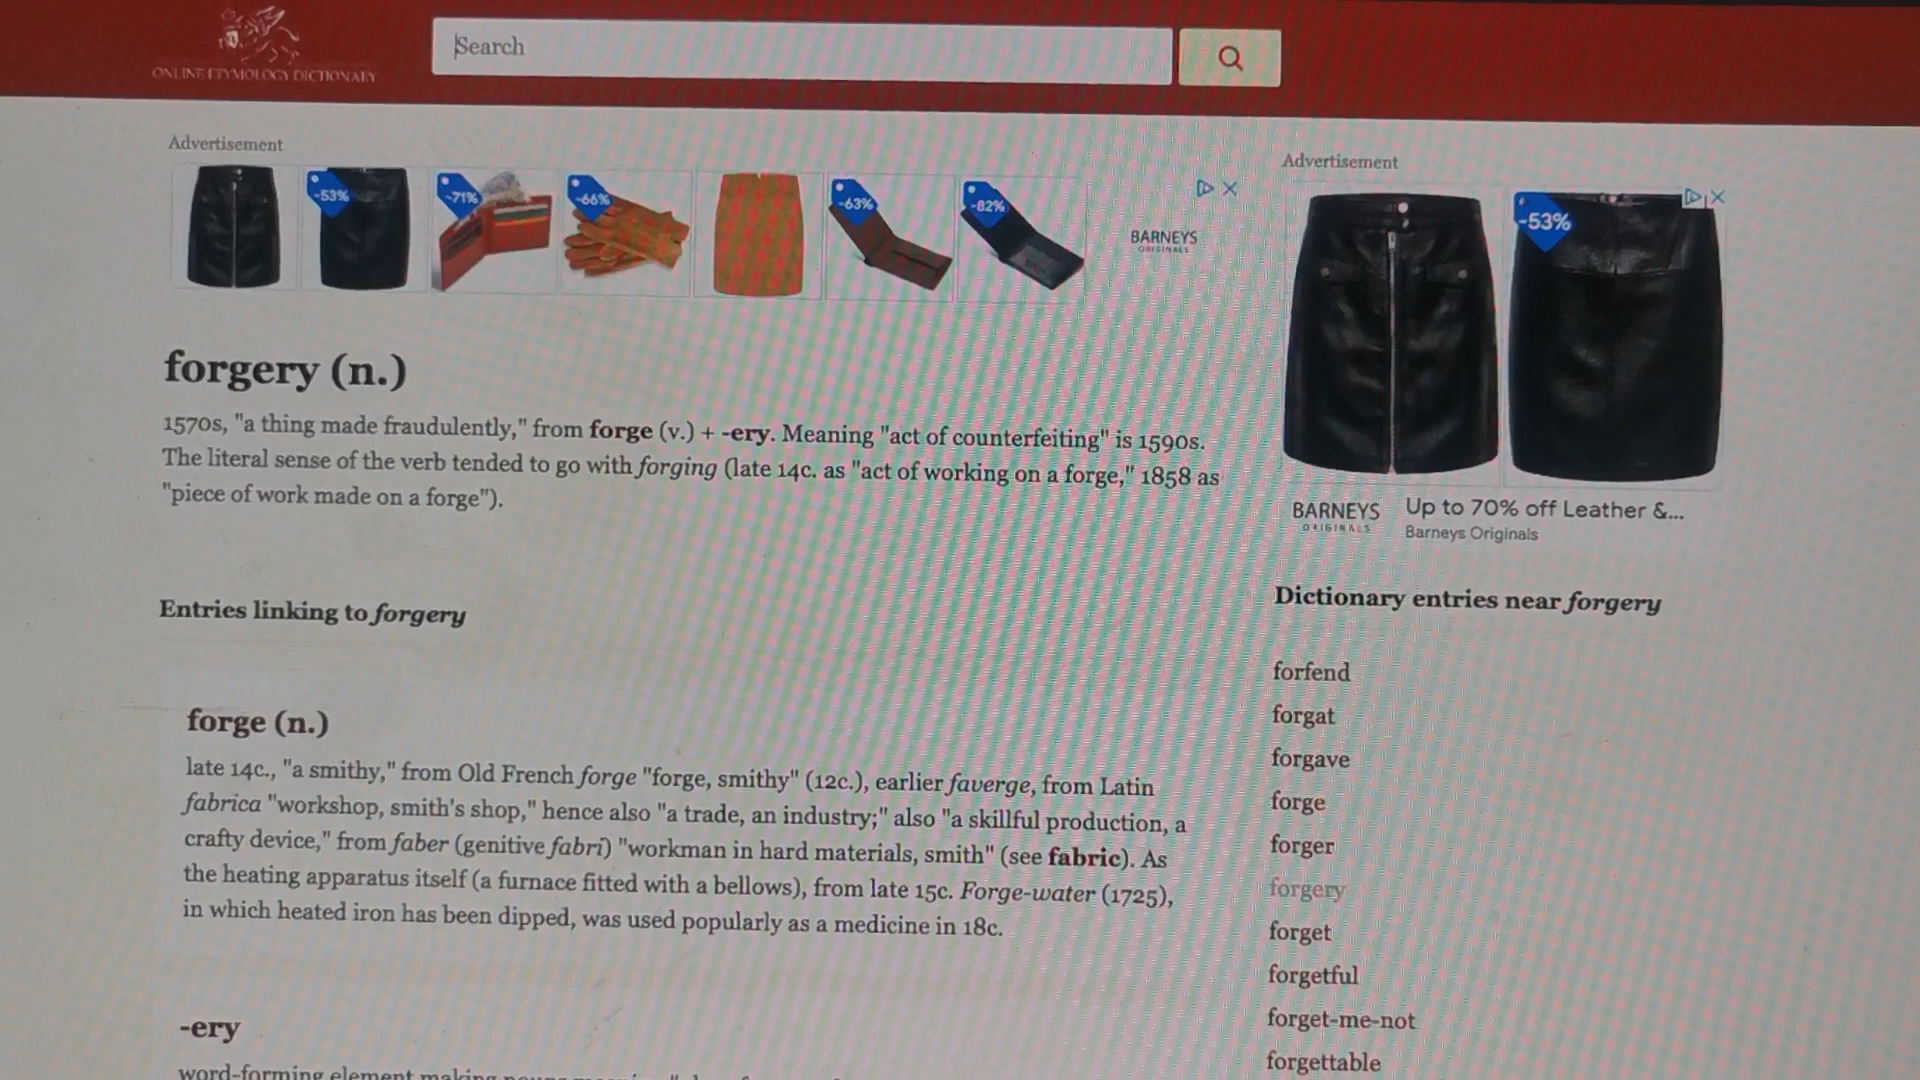 ONLINE ETYMOLOGY DICTIONARY
Search
Advertisement
-53%
-71%
-66%
-63%
-82%
BARNEYS
ORIGINALS
forgery (n.)
1570s, "a thing made fraudulently," from forge (v.) + -ery. Meaning "act of counterfeiting" is 1590s.
The literal sense of the verb tended to go with forging (late 14c. as "act of working on a forge," 1858 as
"piece of work made on a forge").
Entries linking to forgery
forge (n.)
late 14c., "a smithy," from Old French forge "forge, smithy" (12c.), earlier faverge, from Latin
fabrica "workshop, smith's shop," hence also "a trade, an industry;" also "a skillful production, a
crafty device," from faber (genitive fabri) "workman in hard materials, smith" (see fabric). As
the heating apparatus itself (a furnace fitted with a bellows), from late 15c. Forge-water (1725),
in which heated iron has been dipped, was used popularly as a medicine in 18c.
-ery
word-forming element making nouns
Advertisement
-53%
BARNEYS
ORIGINALS
Up to 70% off Leather &...
Barneys Originals
Dictionary entries near forgery
forfend
forgat
forgave
forge
forger
forgery
forget
forgetful
forget-me-not
forgettable